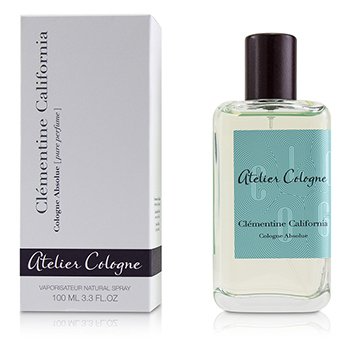 Clémentine California
Cologne Absolue [pure perfume]
Atelier Cologne
VAPORISATEUR NATURAL SPRAY
100 ML 3.3 FL.OZ
Atelier Cologne
Clémentine California
Cologne Absolue